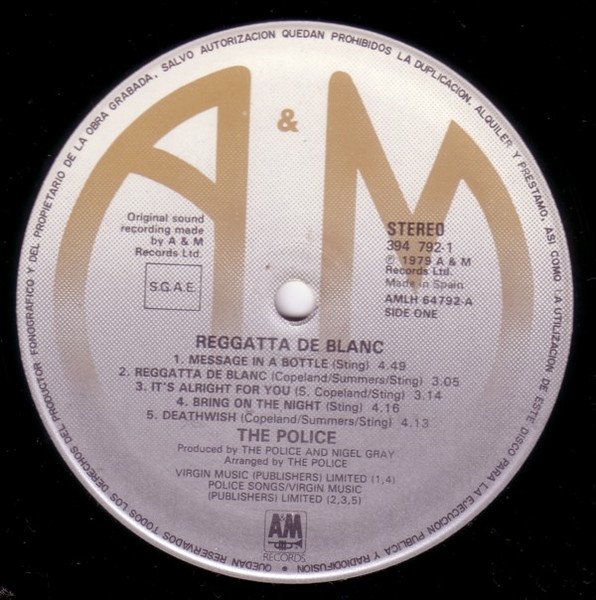 QUEDAN RESERVADOS TODOS LOS DERECHOS DEL PRODUCTOR FONOGRAFICO Y DEL PROPIETARIO DE LA OBRA GRABADA, SALVO AUTORIZACION QUEDAN PROHIBIDOS LA DUPLICACION, ALQUILER Y PRESTAMO, ASI COMO LA UTILIZACION DE ESTE DISCO PARA LA EJECUCION PUBLICA Y RADIODIFUSION
A & M
Original sound
recording made
by A & M
Records Ltd.
S.G.A.E.
STEREO
394 792-1
℗ 1979 A & M
Records Ltd.
Made in Spain
AMLH 64792-A
SIDE ONE
REGGATTA DE BLANC
1. MESSAGE IN A BOTTLE (Sting) 4.49
2. REGGATTA DE BLANC (Copeland/Summers/Sting) 3.05
3. IT'S ALRIGHT FOR YOU (S. Copeland/Sting) 3.14
4. BRING ON THE NIGHT (Sting) 4.16
5. DEATHWISH (Copeland/Summers/Sting) 4.13
THE POLICE
Produced by THE POLICE AND NIGEL GRAY
Arranged by THE POLICE
VIRGIN MUSIC (PUBLISHERS) LIMITED (1,4)
POLICE SONGS/VIRGIN MUSIC
(PUBLISHERS) LIMITED (2,3,5)
A&M
RECORDS